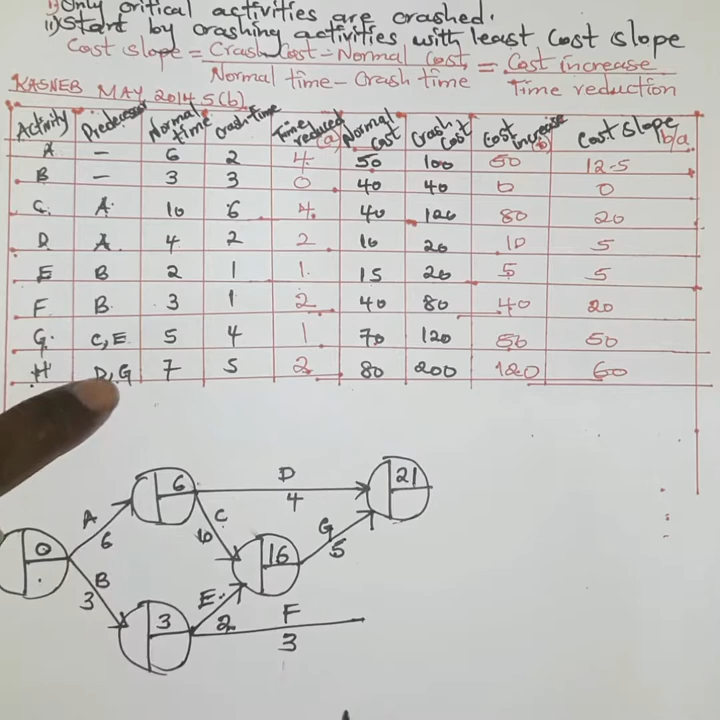 i) Only critical activities are crashed.
ii) Start by crashing activities with least cost slope
Cost slope = Crash Cost - Normal Cost = Cost increase
Normal time - Crash time Time reduction
KASNEB MAY 2014 5(b)
Activity Predecessor Normal time Crash-Time Time reduced (a) Normal cost Crash cost Cost increase (b) Cost slope b/a
A - 6 2 4 50 100 50 12.5
B - 3 3 0 40 40 0 0
C A 10 6 4 40 120 80 20
D A 4 2 2 10 20 10 5
E B 2 1 1 15 20 5 5
F B 3 1 2 40 80 40 20
G C,E 5 4 1 70 120 50 50
H D,G 7 5 2 80 200 120 60
D
6 21
4
A C G
6 10 5
0 16
B E
3 2 F
3 3